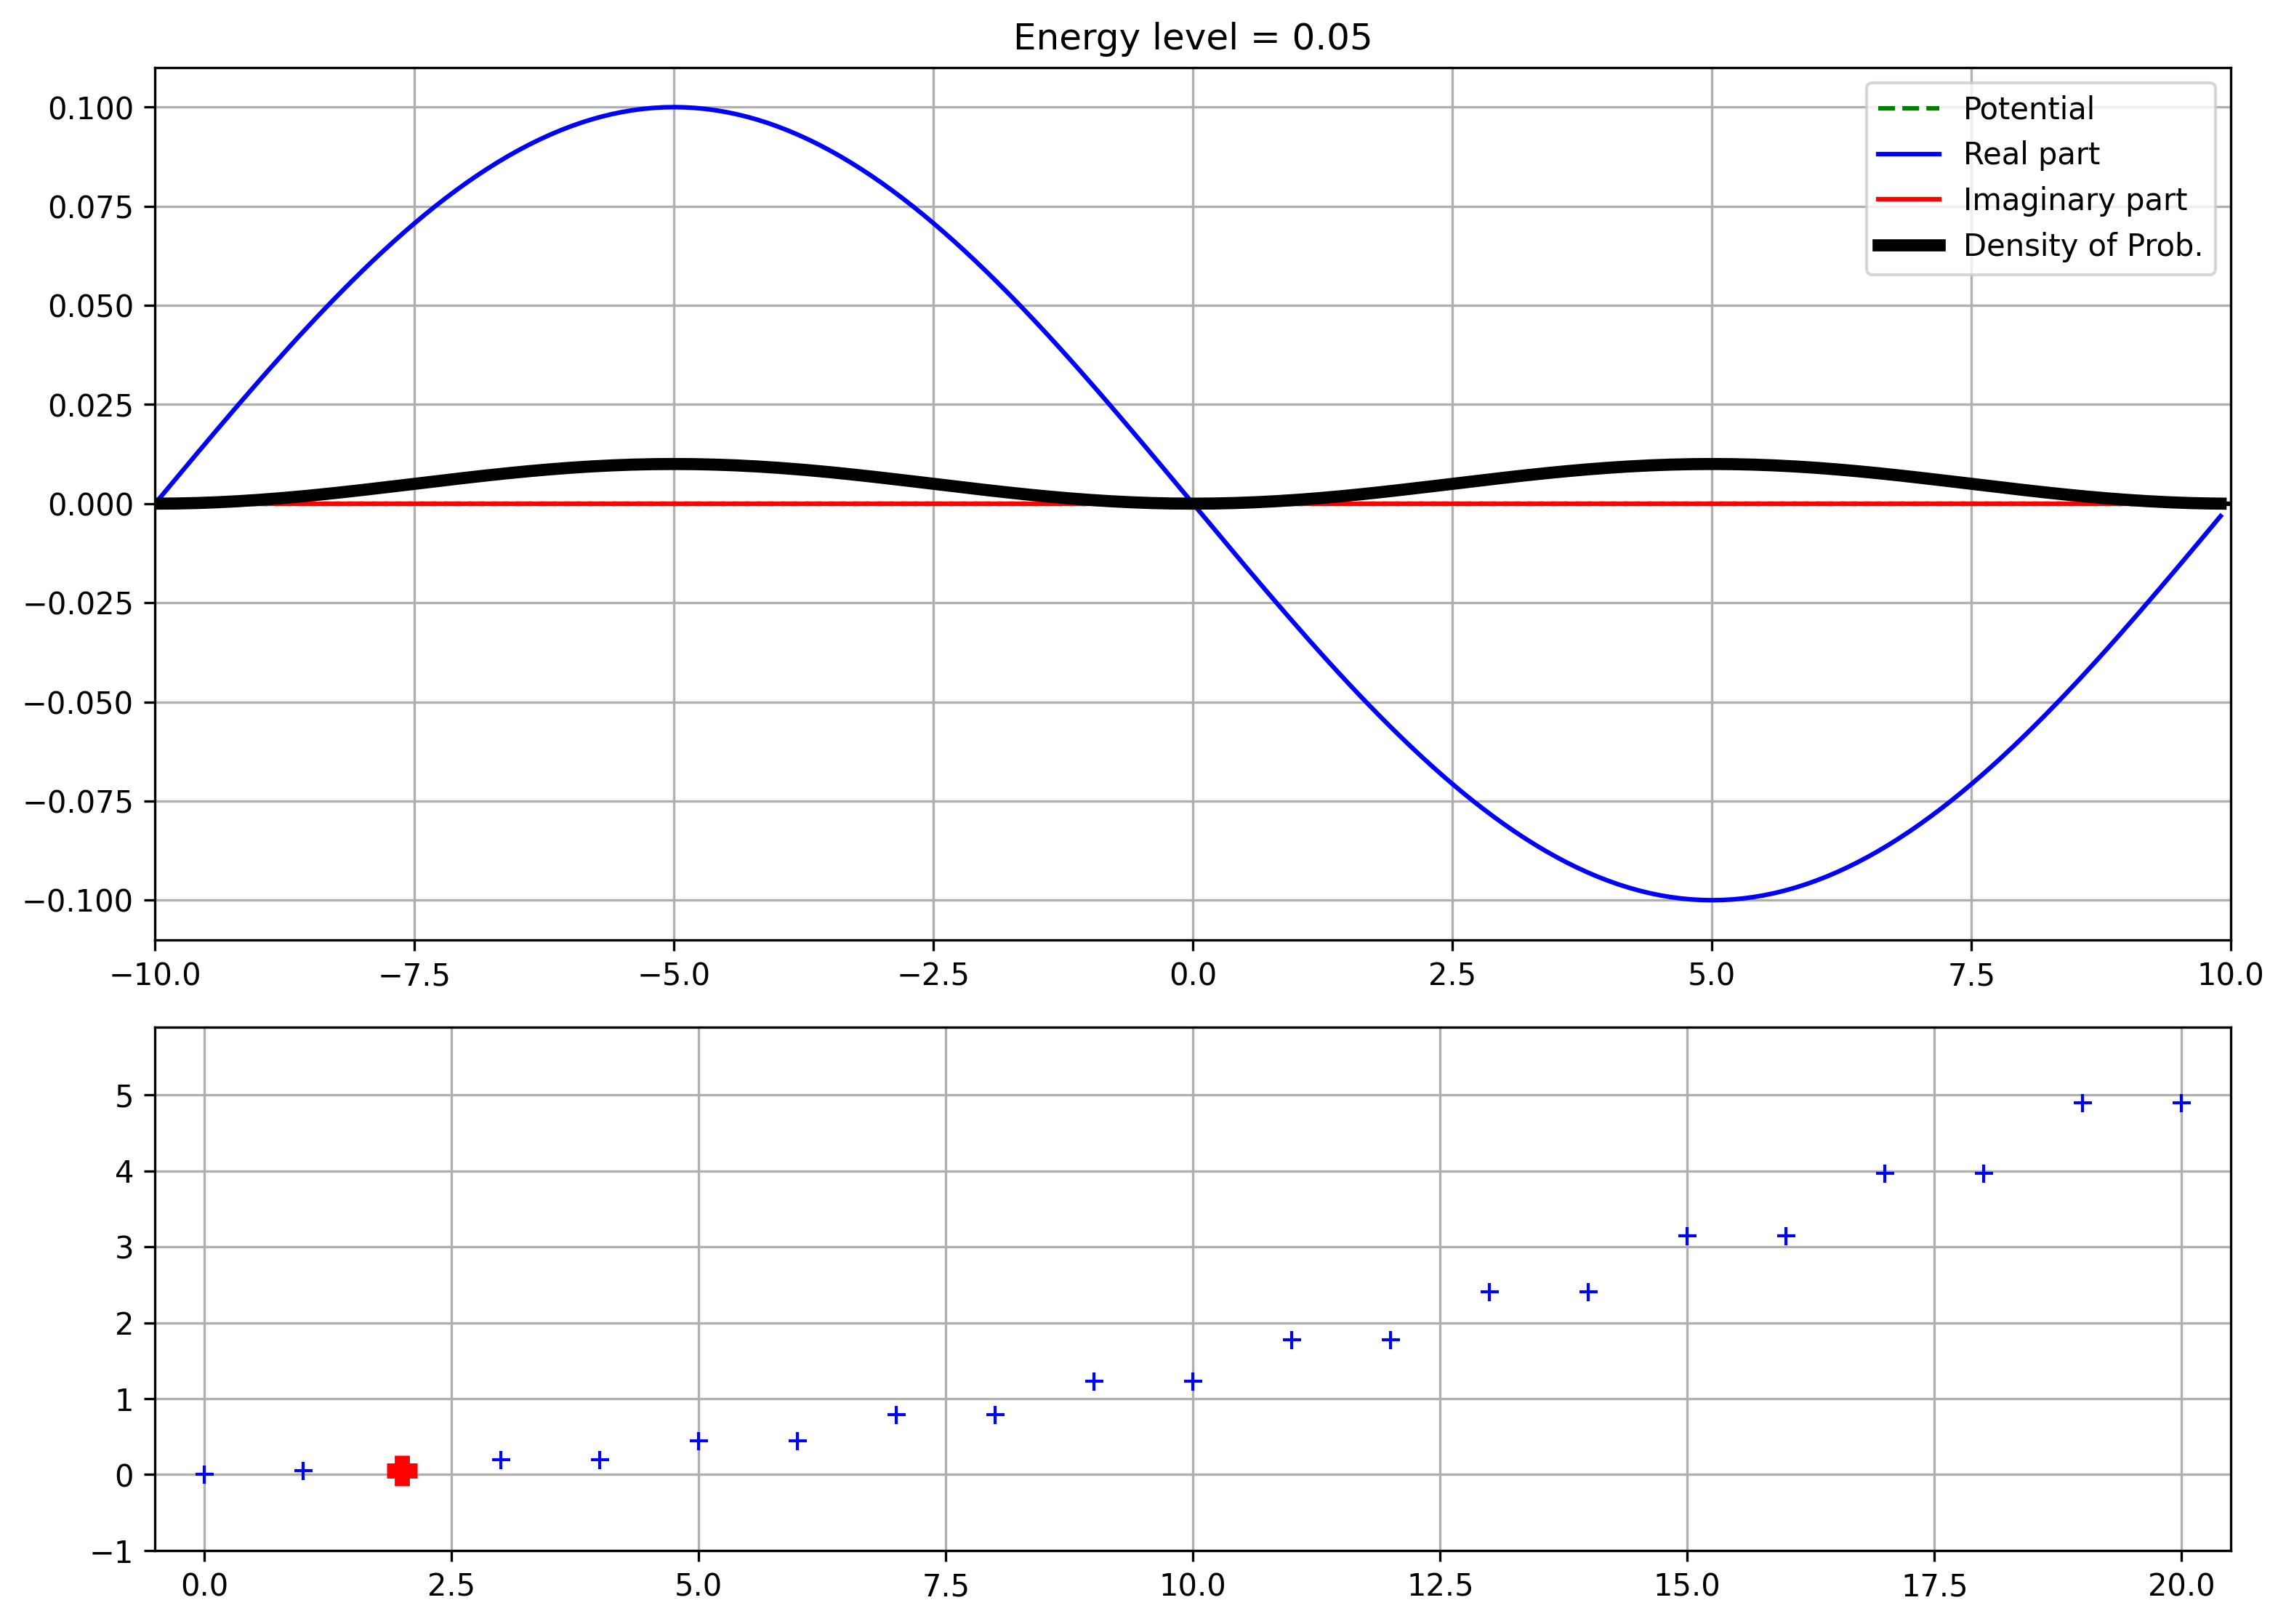 Energy level = 0.05
Potential
Real part
Imaginary part
Density of Prob.
0.100
0.075
0.050
0.025
0.000
−0.025
−0.050
−0.075
−0.100
−10.0 −7.5 −5.0 −2.5 0.0 2.5 5.0 7.5 10.0
5
4
3
2
1
0
−1
0.0 2.5 5.0 7.5 10.0 12.5 15.0 17.5 20.0